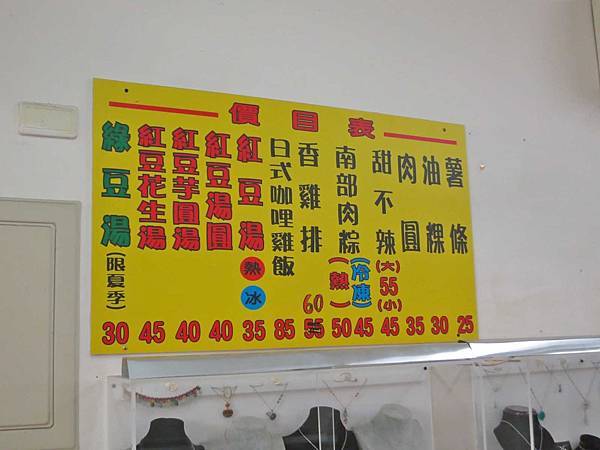 價目表
薯條 25
油粿 30
肉圓 35
甜不辣 (大) 55 (小) 45
南部肉粽 (冷凍) 45 (熱) 50
香雞排 60 55
日式咖哩雞飯 85
紅豆湯 熱 冰 35
紅豆湯圓 40
紅豆芋圓湯 40
紅豆花生湯 45
綠豆湯 (限夏季) 30